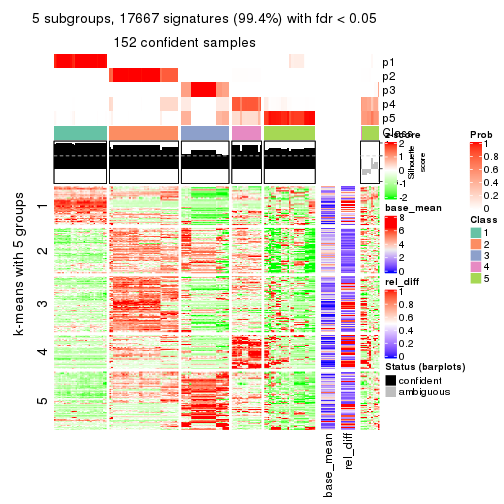 5 subgroups, 17667 signatures (99.4%) with fdr < 0.05
152 confident samples
p1
p2
p3
p4
p5
Class
Silhouette
score
1
2
3
4
5
k-means with 5 groups
base_mean
rel_diff
z-score
2
1
0
-1
-2
base_mean
8
6
4
2
0
rel_diff
1
0.8
0.6
0.4
0.2
0
Status (barplots)
confident
ambiguous
Prob
1
0.8
0.6
0.4
0.2
0
Class
1
2
3
4
5